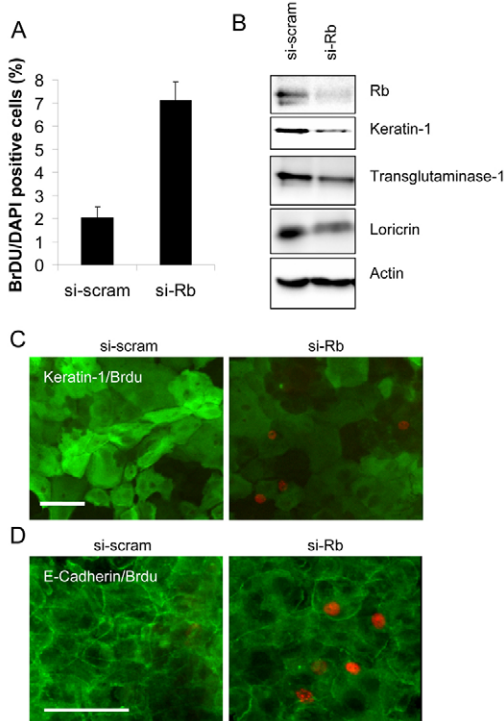 A
BrDU/DAPI positive cells (%)
8
7
6
5
4
3
2
1
0
si-scram
si-Rb
B
si-scram
si-Rb
Rb
Keratin-1
Transglutaminase-1
Loricrin
Actin
C
si-scram
si-Rb
Keratin-1/Brdu
D
si-scram
si-Rb
E-Cadherin/Brdu